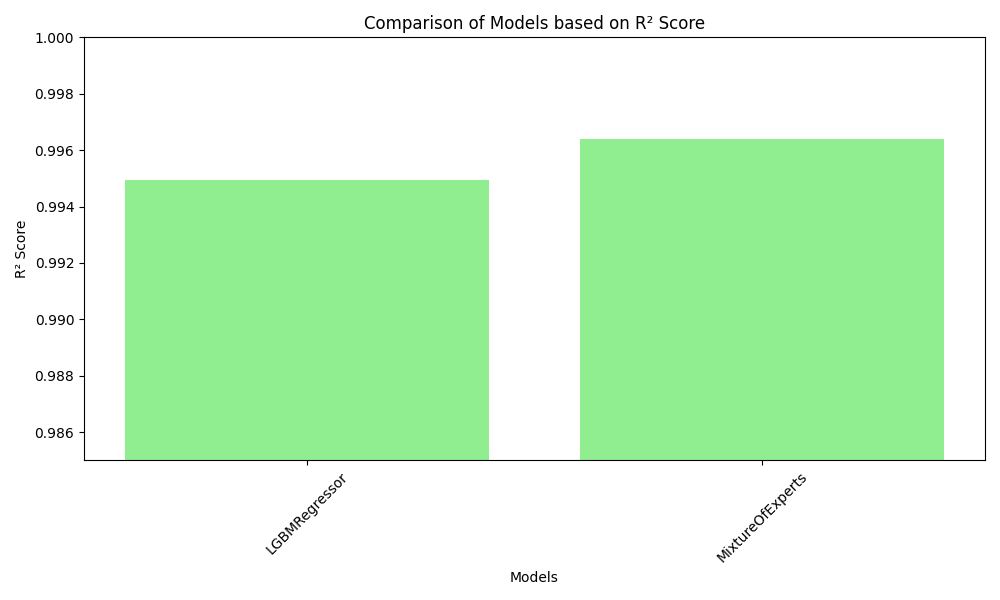 Comparison of Models based on R² Score
1.000
0.998
0.996
0.994
0.992
0.990
0.988
0.986
R² Score
LGBMRegressor
MixtureOfExperts
Models